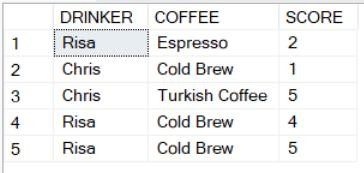 DRINKER COFFEE SCORE
1 Risa Espresso 2
2 Chris Cold Brew 1
3 Chris Turkish Coffee 5
4 Risa Cold Brew 4
5 Risa Cold Brew 5